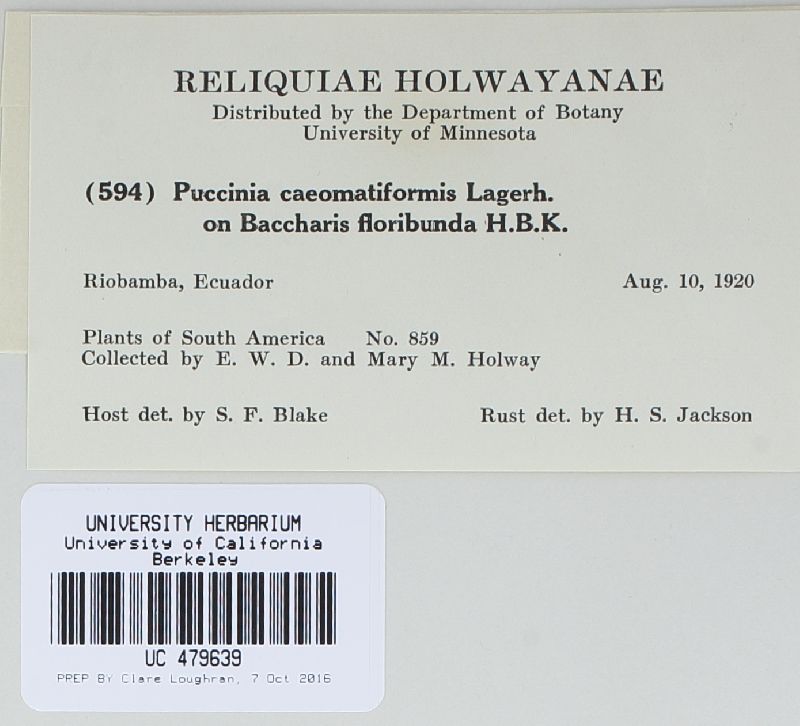 RELIQUIAE HOLWAYANAE
Distributed by the Department of Botany
University of Minnesota
(594) Puccinia caeomatiformis Lagerh.
on Baccharis floribunda H.B.K.
Riobamba, Ecuador Aug. 10, 1920
Plants of South America No. 859
Collected by E. W. D. and Mary M. Holway
Host det. by S. F. Blake Rust det. by H. S. Jackson
UNIVERSITY HERBARIUM
University of California
Berkeley
UC 479639
PREP BY Clare Loughran, 7 Oct 2016